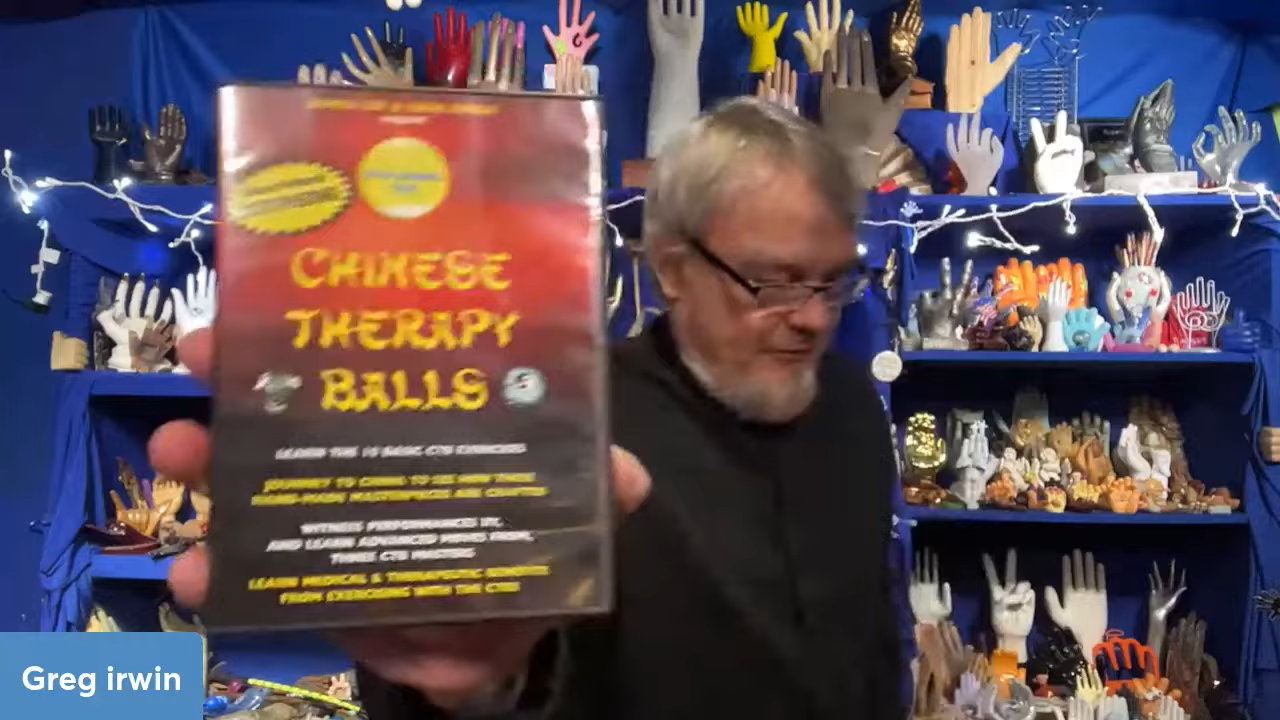 CHINESE
THERAPY
BALLS
LEARN THE 15 BASIC CTB EXERCISES
JOURNEY TO CHINA TO SEE HOW THESE
HAND-MADE MASTERPIECES ARE CREATED
WITNESS PERFORMANCES BY,
AND LEARN ADVANCED MOVES FROM,
THREE CTB MASTERS
LEARN MEDICAL & THERAPEUTIC BENEFITS
FROM EXERCISING WITH THE CTBS
Greg irwin